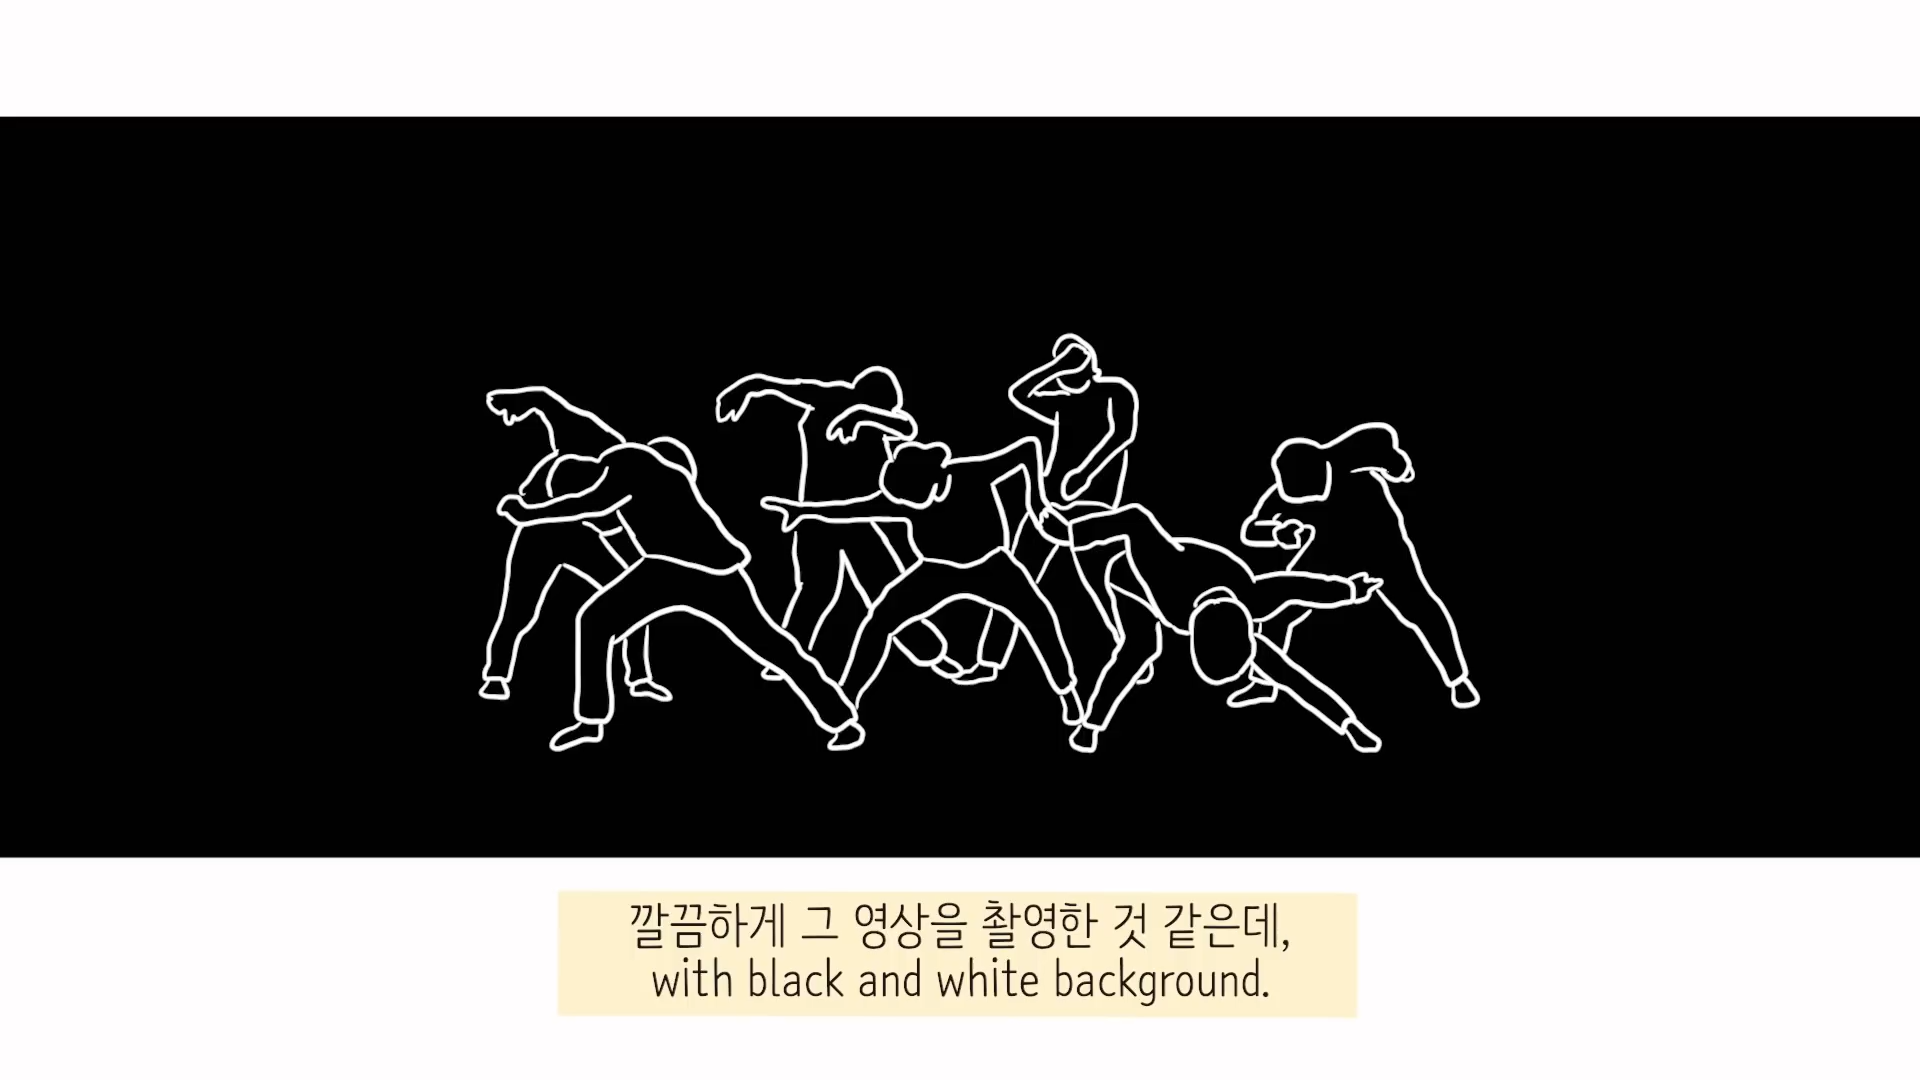 깔끔하게 그 영상을 촬영한 것 같은데,
with black and white background.